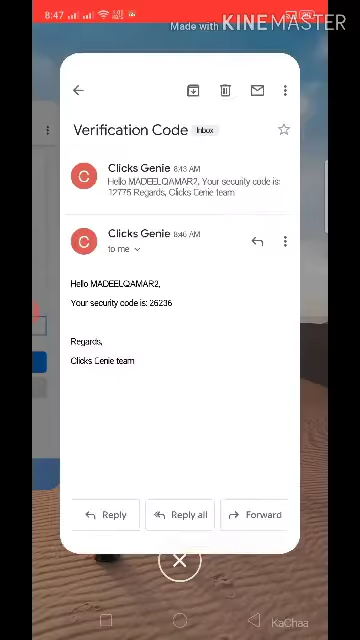 8:47
Made with KINEMASTER
Verification Code Inbox
C
Clicks Genie 8:43 AM
Hello MADEELQAMAR2, Your security code is:
12775 Regards, Clicks Genie team
C
Clicks Genie 8:46 AM
to me
Hello MADEELQAMAR2,
Your security code is: 26236
Regards,
Clicks Genie team
Reply
Reply all
Forward
KaChaa